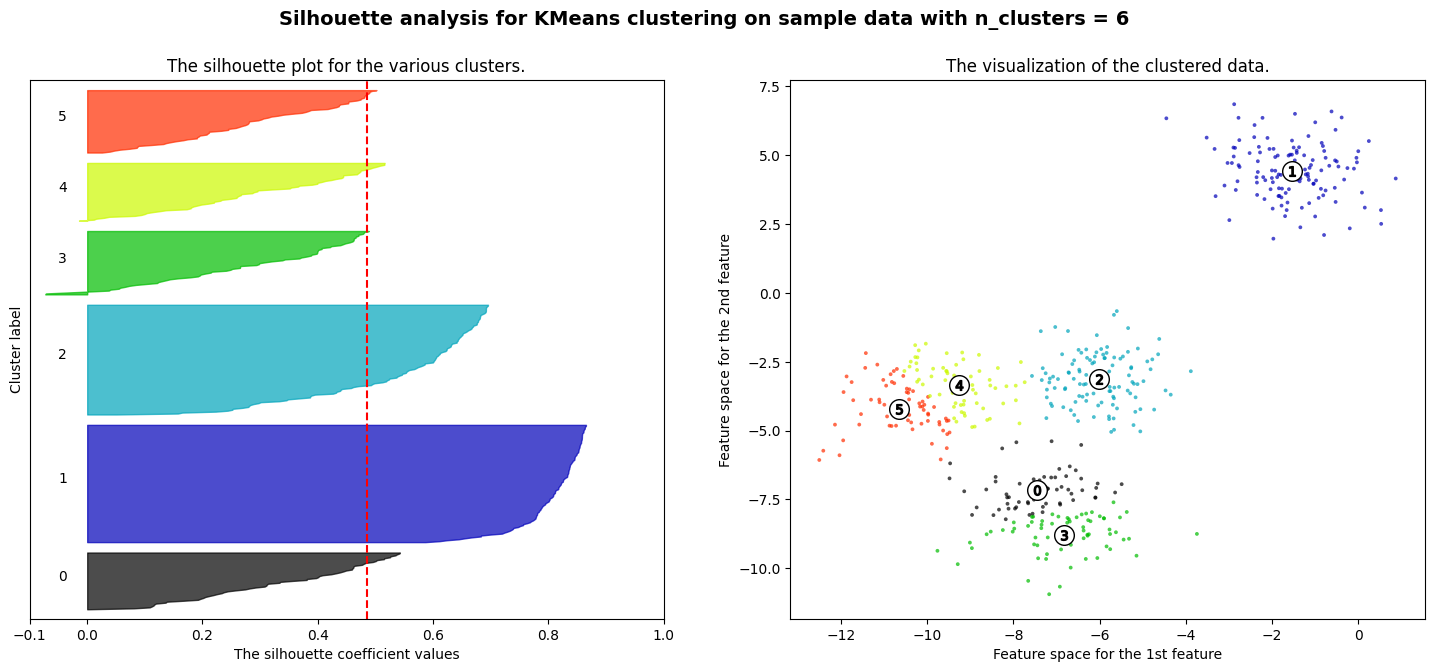 Silhouette analysis for KMeans clustering on sample data with n_clusters = 6
The silhouette plot for the various clusters.
Cluster label
5
4
3
2
1
0
−0.1 0.0 0.2 0.4 0.6 0.8 1.0
The silhouette coefficient values
The visualization of the clustered data.
Feature space for the 2nd feature
7.5
5.0
2.5
0.0
−2.5
−5.0
−7.5
−10.0
1
2
4
5
0
3
−12 −10 −8 −6 −4 −2 0
Feature space for the 1st feature